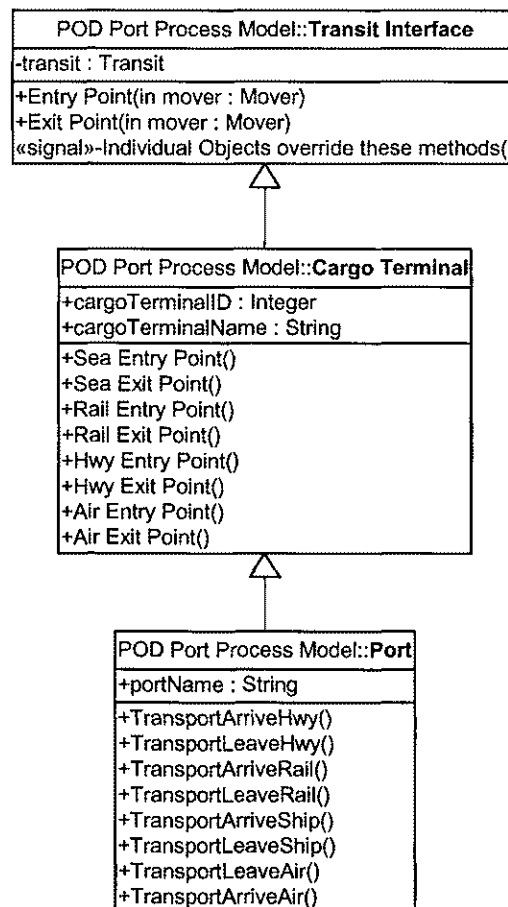 POD Port Process Model::Transit Interface
-transit : Transit
+Entry Point(in mover : Mover)
+Exit Point(in mover : Mover)
«signal»-Individual Objects override these methods(
POD Port Process Model::Cargo Terminal
+cargoTerminalID : Integer
+cargoTerminalName : String
+Sea Entry Point()
+Sea Exit Point()
+Rail Entry Point()
+Rail Exit Point()
+Hwy Entry Point()
+Hwy Exit Point()
+Air Entry Point()
+Air Exit Point()
POD Port Process Model::Port
+portName : String
+TransportArriveHwy()
+TransportLeaveHwy()
+TransportArriveRail()
+TransportLeaveRail()
+TransportArriveShip()
+TransportLeaveShip()
+TransportLeaveAir()
+TransportArriveAir()